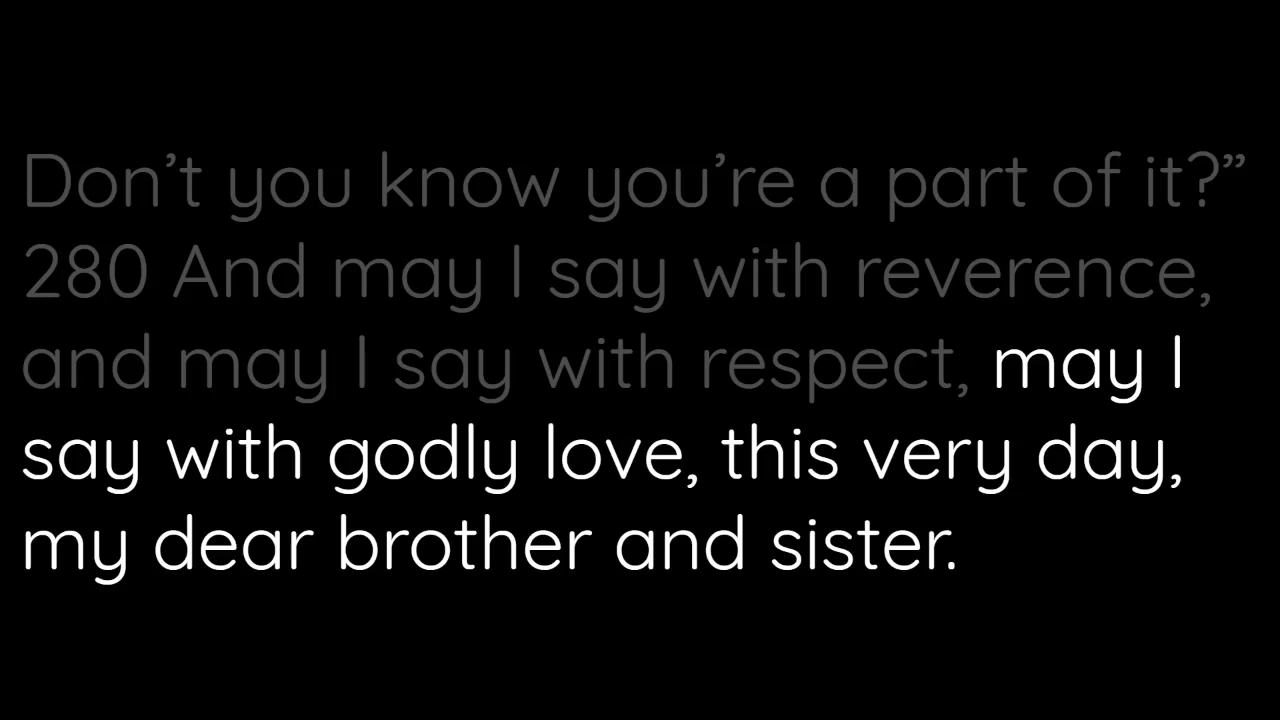 Don’t you know you’re a part of it?”
280 And may I say with reverence,
and may I say with respect, may I
say with godly love, this very day,
my dear brother and sister.